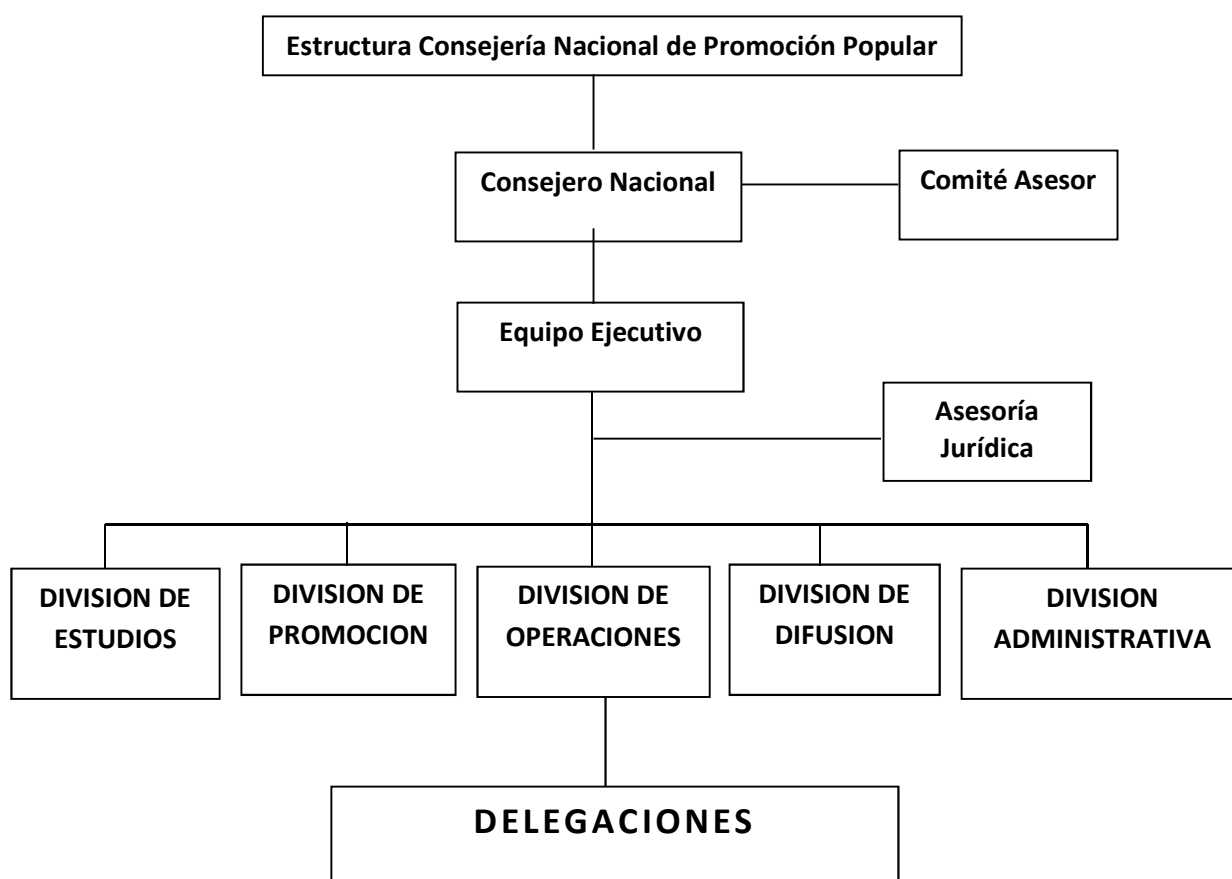 Estructura Consejería Nacional de Promoción Popular
Consejero Nacional
Comité Asesor
Equipo Ejecutivo
Asesoría
Jurídica
DIVISION DE
ESTUDIOS
DIVISION DE
PROMOCION
DIVISION DE
OPERACIONES
DIVISION DE
DIFUSION
DIVISION
ADMINISTRATIVA
DELEGACIONES